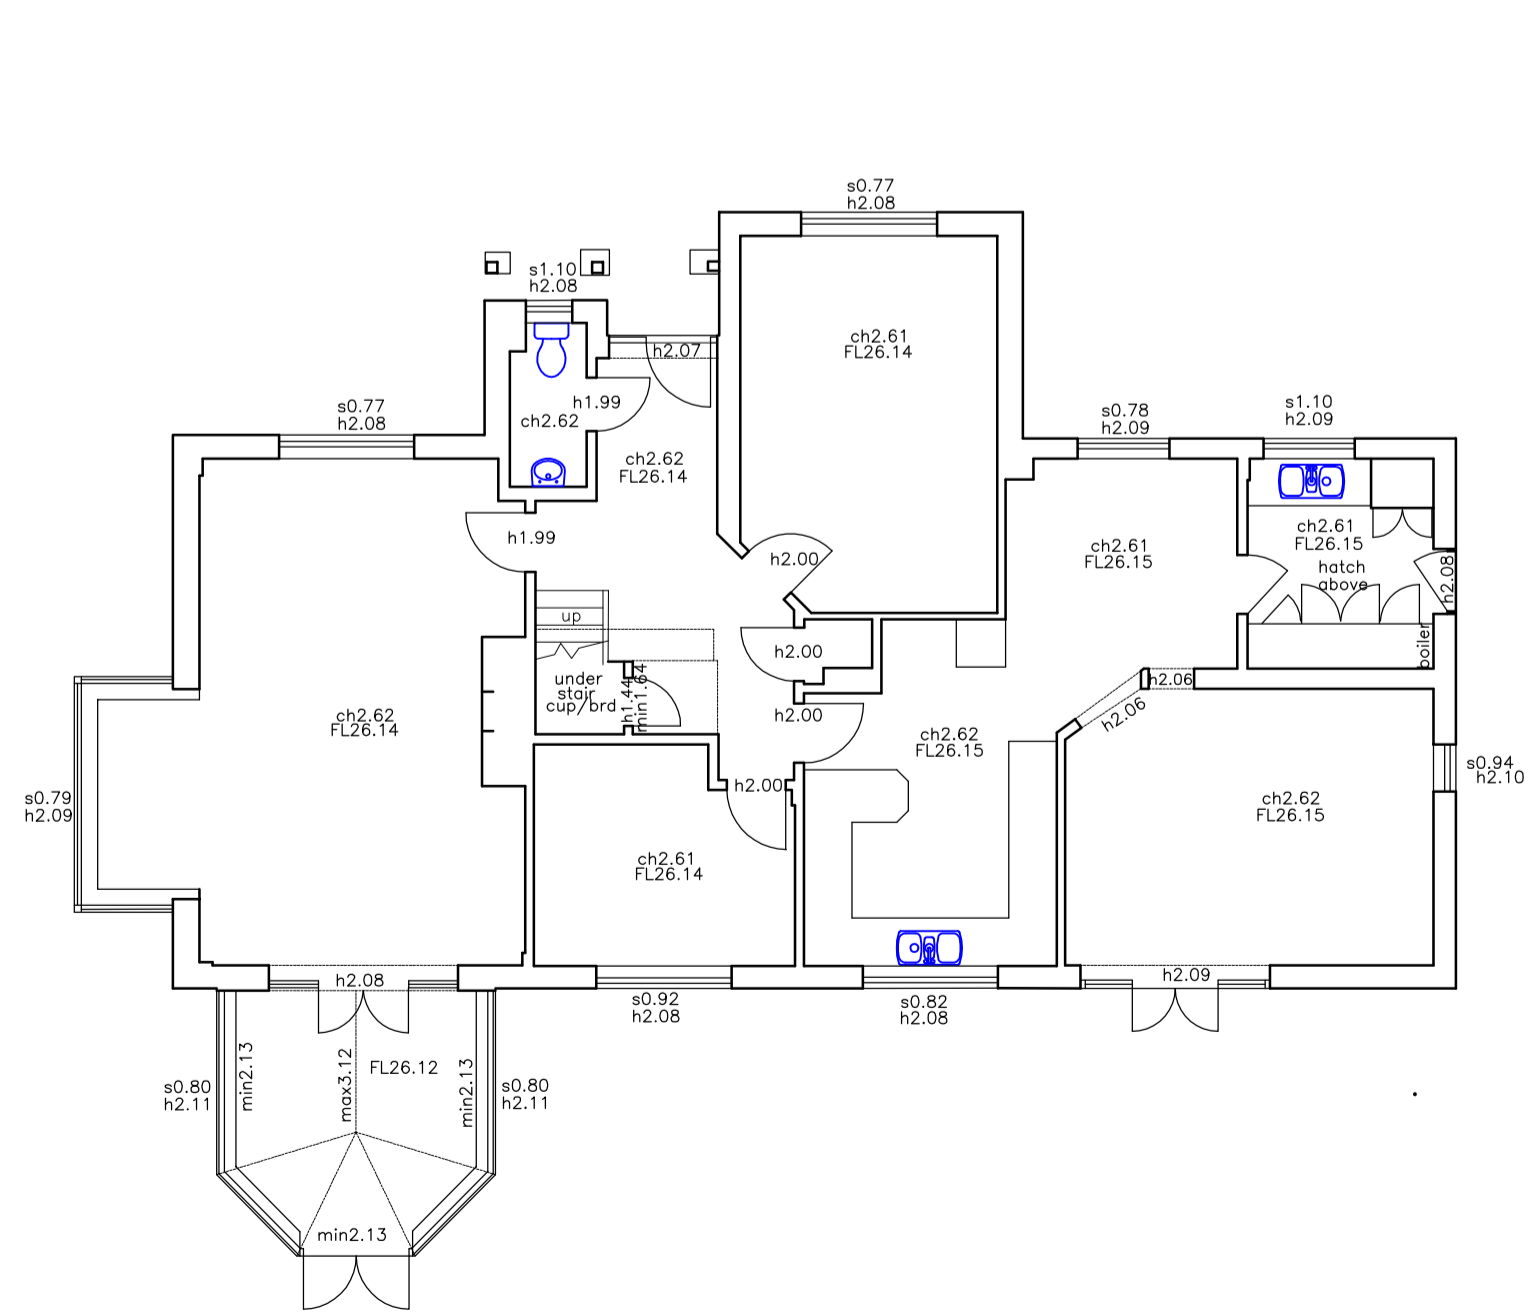 s0.77
h2.08
s1.10
h2.08
h2.07
ch2.61
FL26.14
h1.99
ch2.62
s0.77
h2.08
s0.78
h2.09
s1.10
h2.09
ch2.62
FL26.14
h1.99
h2.00
ch2.61
FL26.15
ch2.61
FL26.15
hatch
above
h2.08
up
h2.00
boiler
under
stair
cup/brd
h1.44
min1.64
h2.06
h2.06
ch2.62
FL26.14
h2.00
ch2.62
FL26.15
s0.94
h2.10
s0.79
h2.09
h2.00
ch2.62
FL26.15
ch2.61
FL26.14
h2.08
h2.09
s0.92
h2.08
s0.82
h2.08
s0.80
h2.11
min2.13
max3.12
FL26.12
min2.13
s0.80
h2.11
min2.13